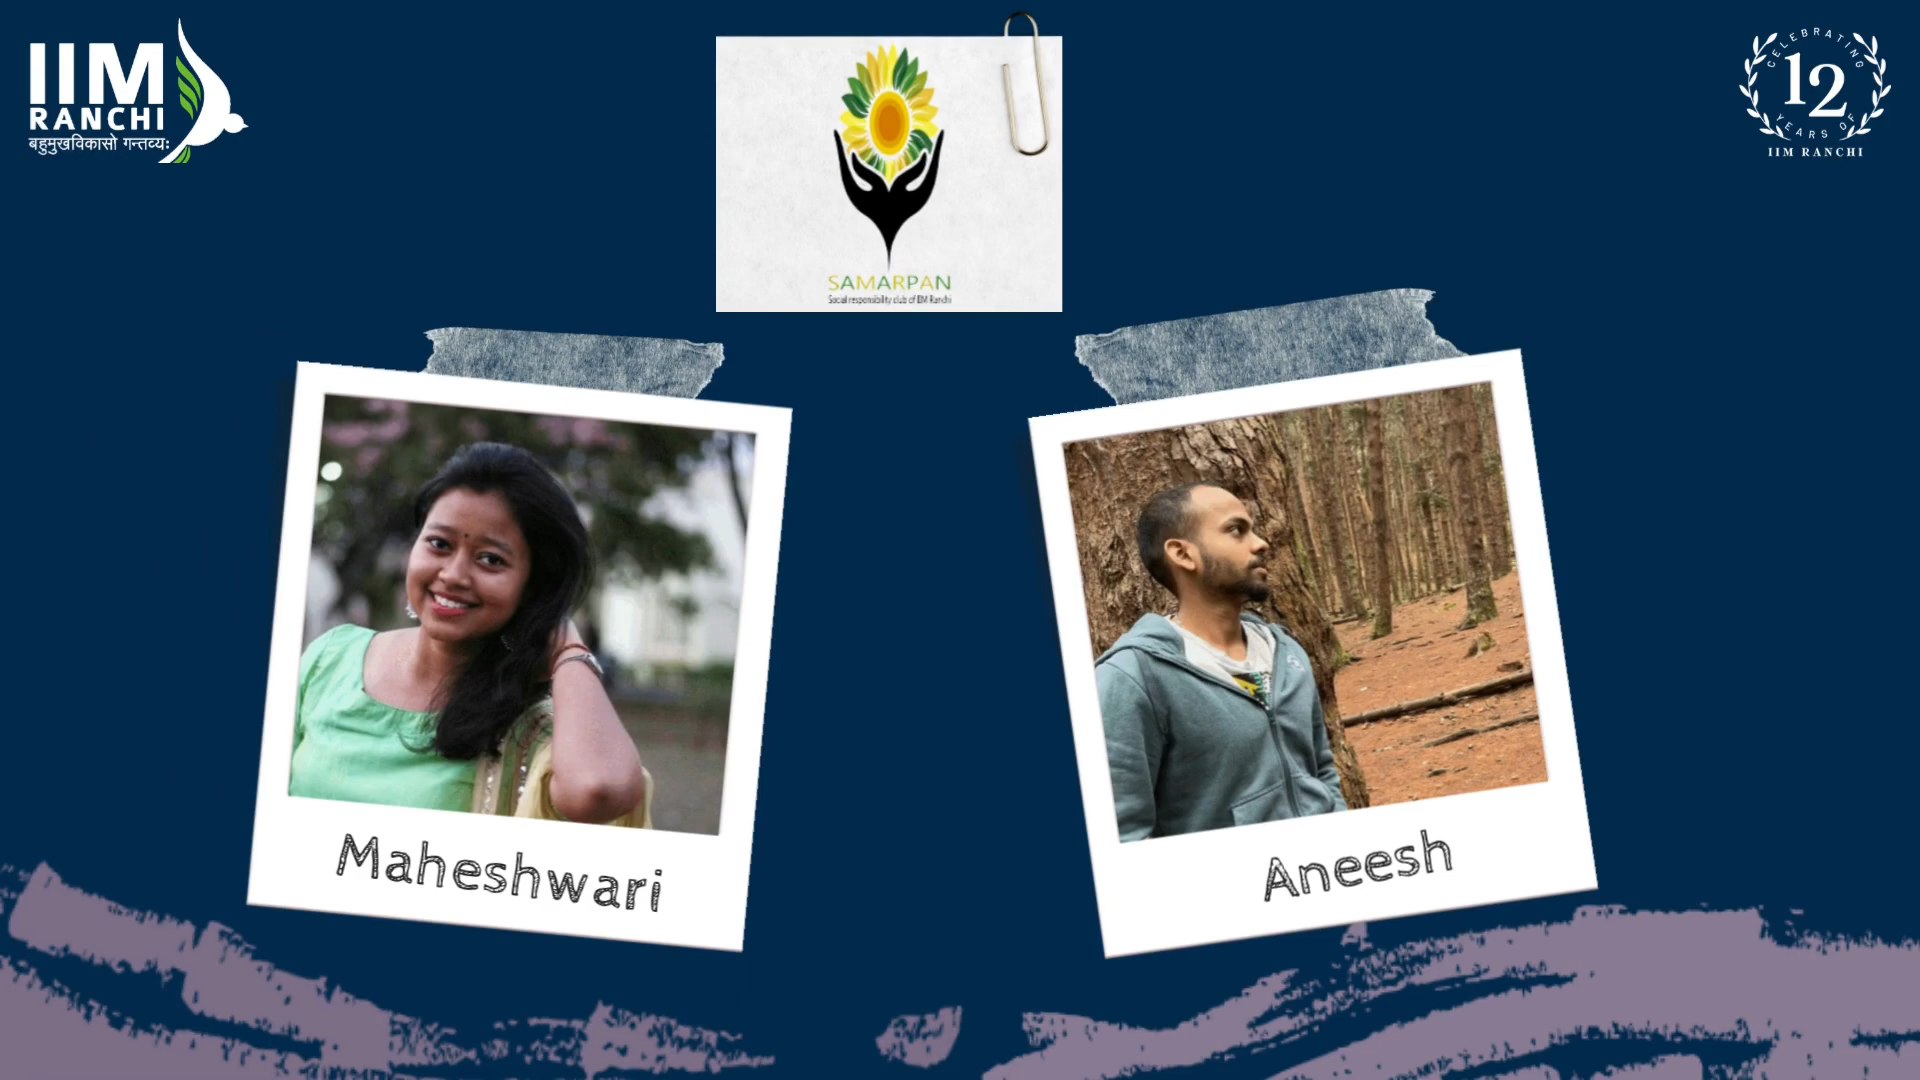 IIM
RANCHI
बहुमुखविकासो गन्तव्यः
SAMARPAN
Social responsibility club of IIM Ranchi
CELEBRATING
12
YEARS OF
IIM RANCHI
Maheshwari
Aneesh